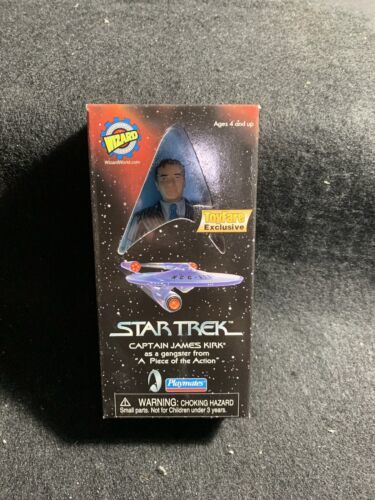 WIZARD
WizardWorld.com
Ages 4 and up
ToyFare
Exclusive
STAR TREK
CAPTAIN JAMES KIRK
as a gangster from
"A Piece of the Action"
Playmates
WARNING: CHOKING HAZARD
Small parts. Not for Children under 3 years.